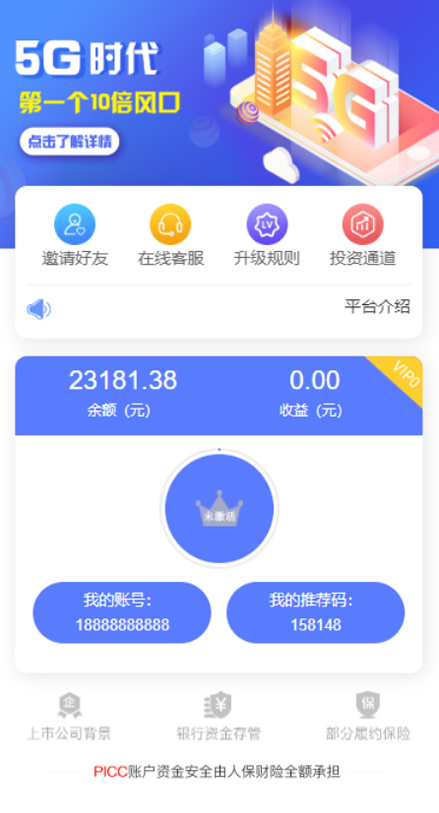 5G时代
第一个10倍风口
点击了解详情
5G
LV
邀请好友 在线客服 升级规则 投资通道
平台介绍
23181.38 0.00
VIP0
余额（元） 收益（元）
未激活
我的账号： 我的推荐码：
18888888888 158148
企 ¥ 保
上市公司背景 银行资金存管 部分履约保险
PICC账户资金安全由人保财险全额承担